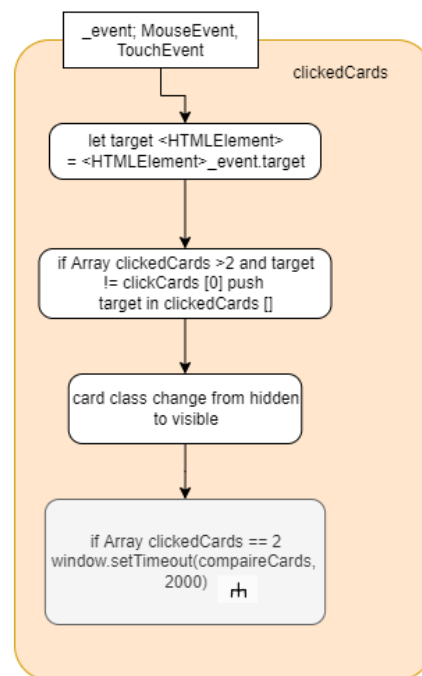 _event; MouseEvent,
TouchEvent
clickedCards
let target <HTMLElement>
= <HTMLElement>_event.target
if Array clickedCards >2 and target
!= clickCards [0] push
target in clickedCards []
card class change from hidden
to visible
if Array clickedCards == 2
window.setTimeout(compaireCards,
2000)